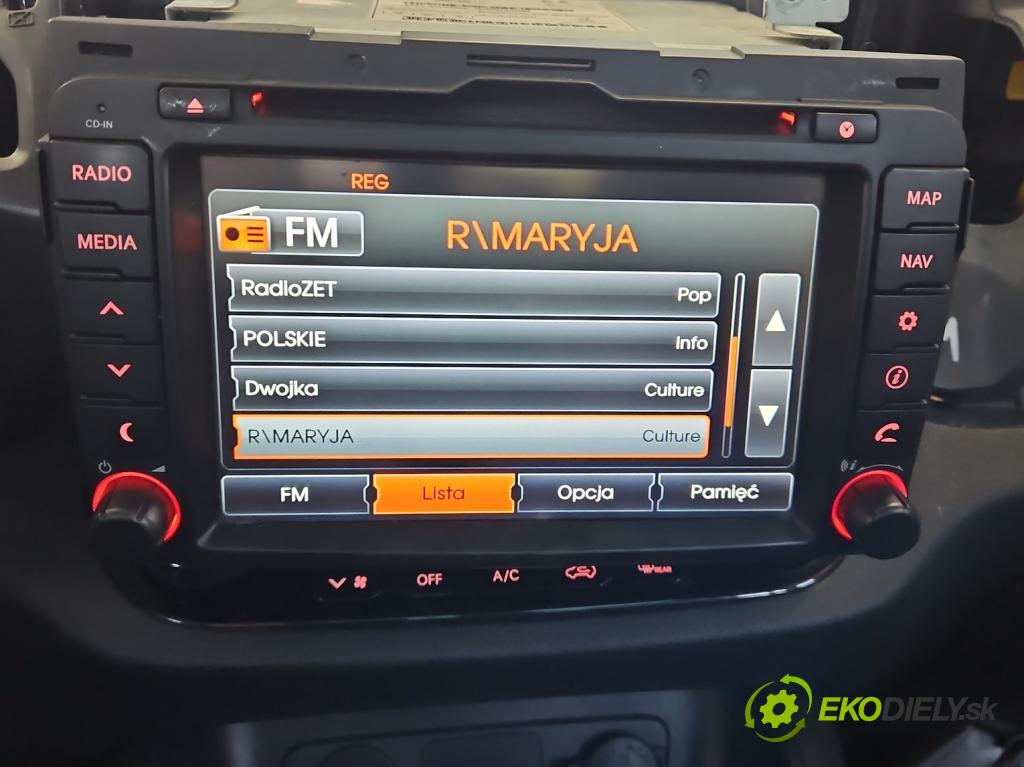 CD-IN
RADIO
MEDIA
REG
FM
R\MARYJA
RadioZET Pop
POLSKIE Info
Dwojka Culture
R\MARYJA Culture
FM Lista Opcja Pamięć
MAP
NAV
OFF A/C REAR
EKODIELY.sk